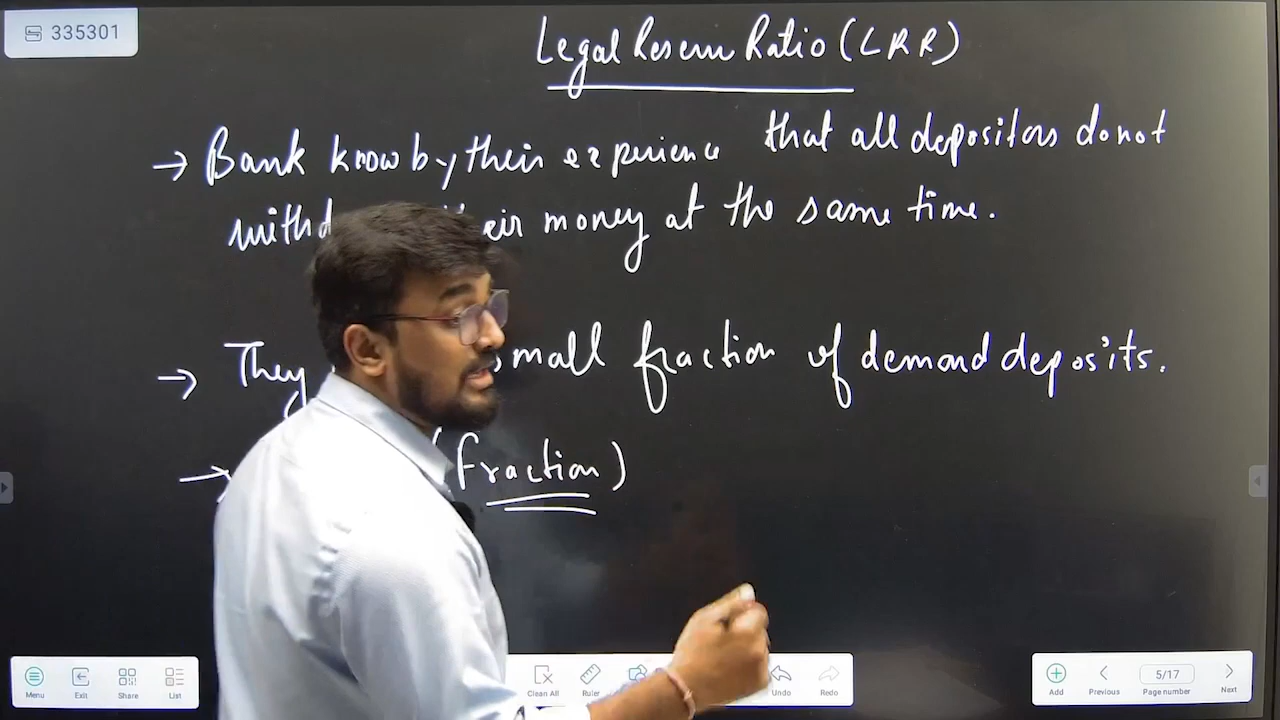 335301
Legal Reserve Ratio (LRR)
→ Bank know by their experience that all depositors do not
their money at the same time.
→ They small fraction of demand deposits.
→ (fraction)
Menu Exit Share List Clean All Ruler Undo Redo Add Previous 5/17 Page number Next